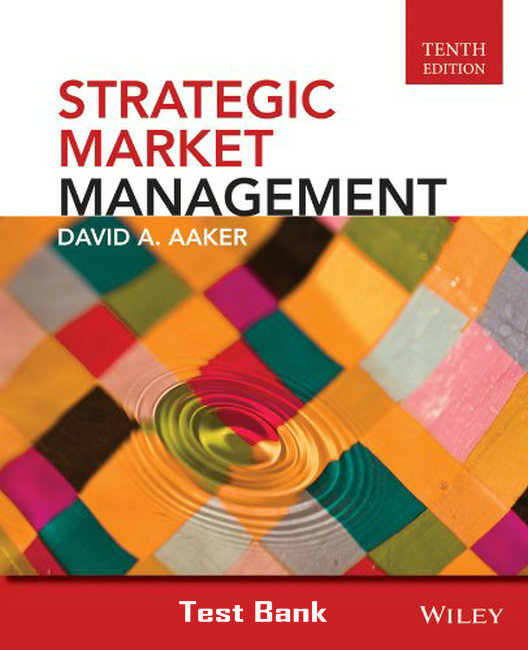 TENTH
EDITION
STRATEGIC
MARKET
MANAGEMENT
DAVID A. AAKER
Test Bank
WILEY